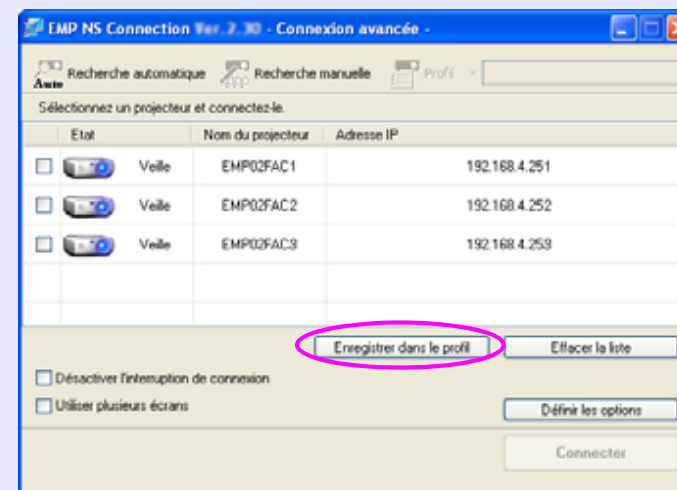 EMP NS Connection Ver.2.30 - Connexion avancée -
Auto Recherche automatique Recherche manuelle Profil
Sélectionnez un projecteur et connectez-le.
Etat Nom du projecteur Adresse IP
Veille EMP02FAC1 192.168.4.251
Veille EMP02FAC2 192.168.4.252
Veille EMP02FAC3 192.168.4.253
Enregistrer dans le profil Effacer la liste
Désactiver l'interruption de connexion
Utiliser plusieurs écrans
Définir les options
Connecter